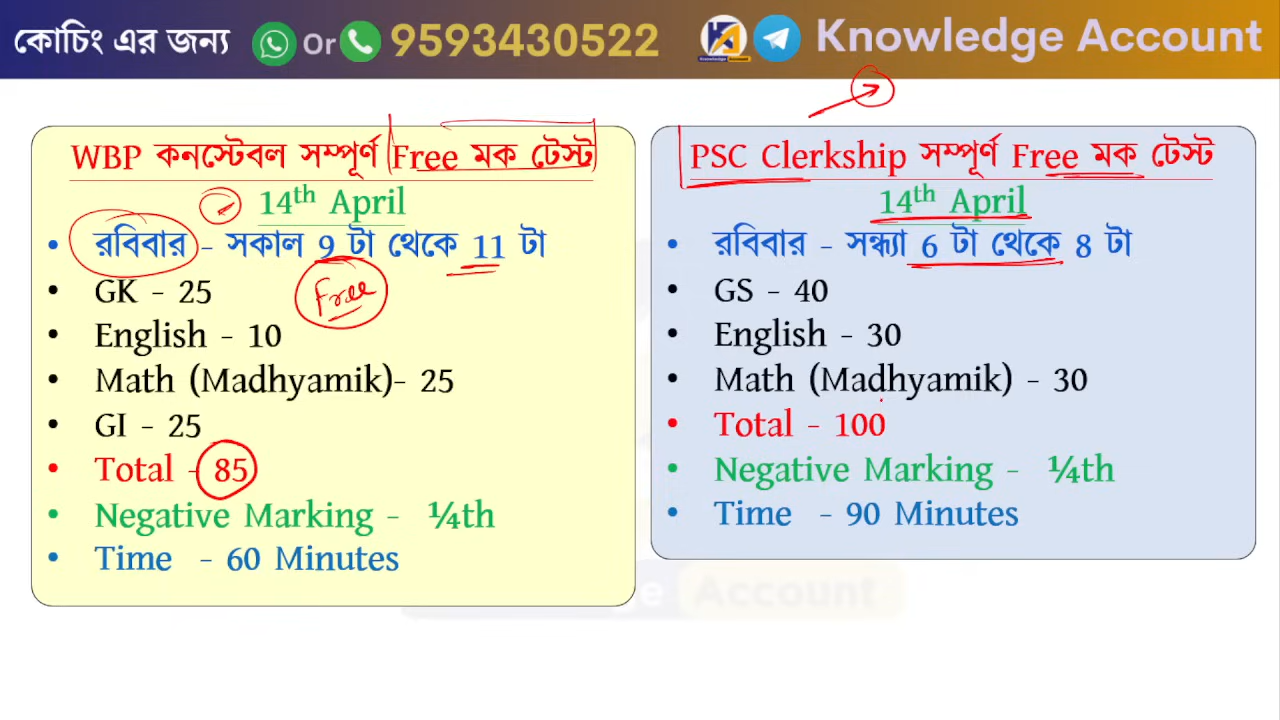 কোচিং এর জন্য Or 9593430522 Knowledge Account
WBP কনস্টেবল সম্পূর্ণ Free মক টেস্ট
14th April
• রবিবার - সকাল 9 টা থেকে 11 টা
• GK - 25
Free
• English - 10
• Math (Madhyamik)- 25
• GI - 25
• Total - 85
• Negative Marking - ¼th
• Time - 60 Minutes
PSC Clerkship সম্পূর্ণ Free মক টেস্ট
14th April
• রবিবার - সন্ধ্যা 6 টা থেকে 8 টা
• GS - 40
• English - 30
• Math (Madhyamik) - 30
• Total - 100
• Negative Marking - ¼th
• Time - 90 Minutes
Account